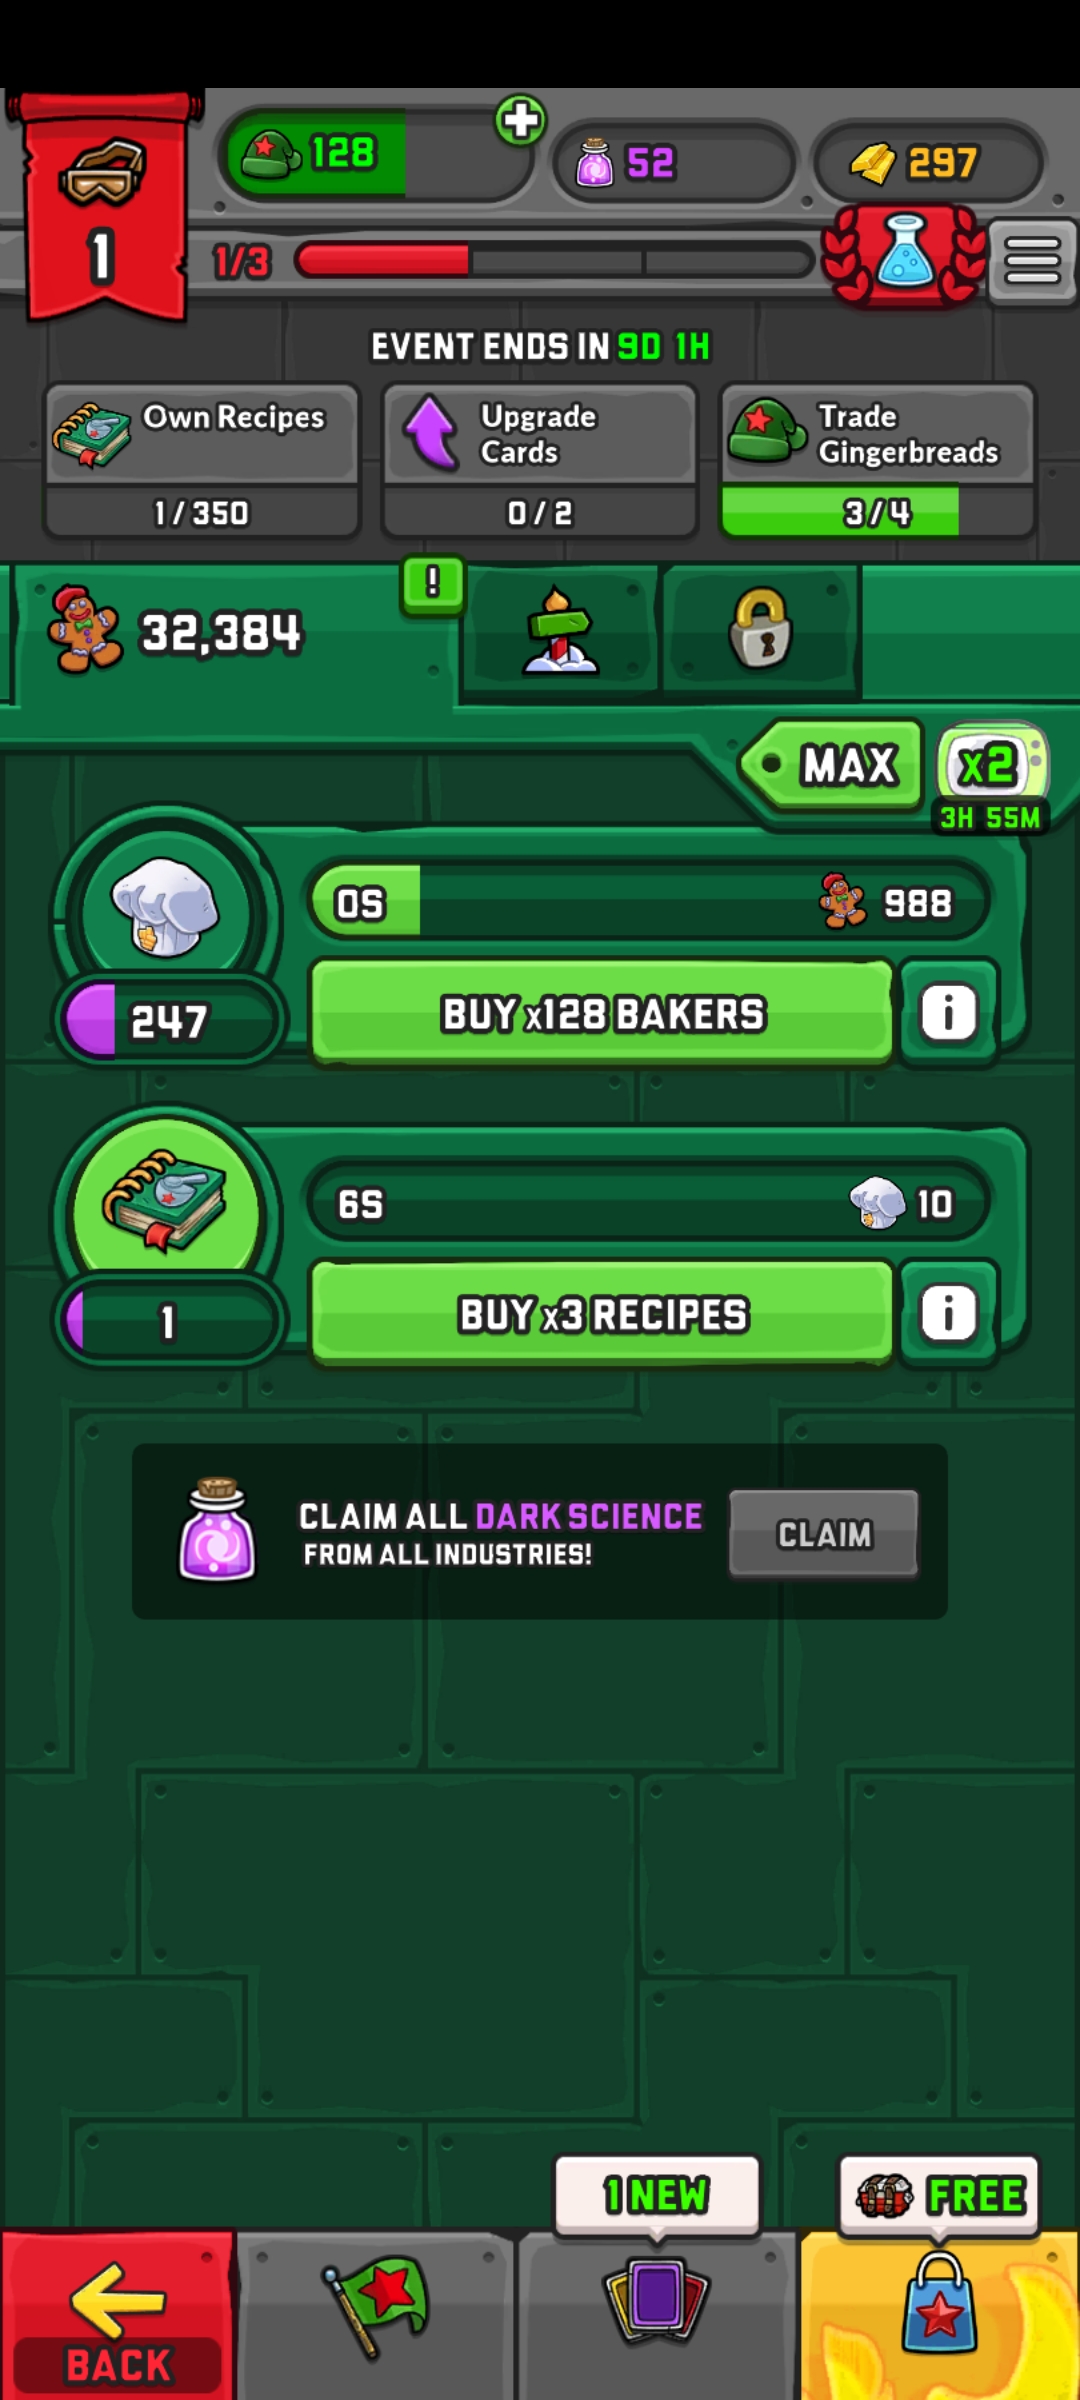 128
52
297
1
1/3
EVENT ENDS IN 9D 1H
Own Recipes
1/350
Upgrade
Cards
0/2
Trade
Gingerbreads
3/4
32,384
!
MAX
x2
3H 55M
0S
988
247
BUY x128 BAKERS
i
6S
10
1
BUY x3 RECIPES
i
CLAIM ALL DARK SCIENCE
FROM ALL INDUSTRIES!
CLAIM
1 NEW
FREE
BACK